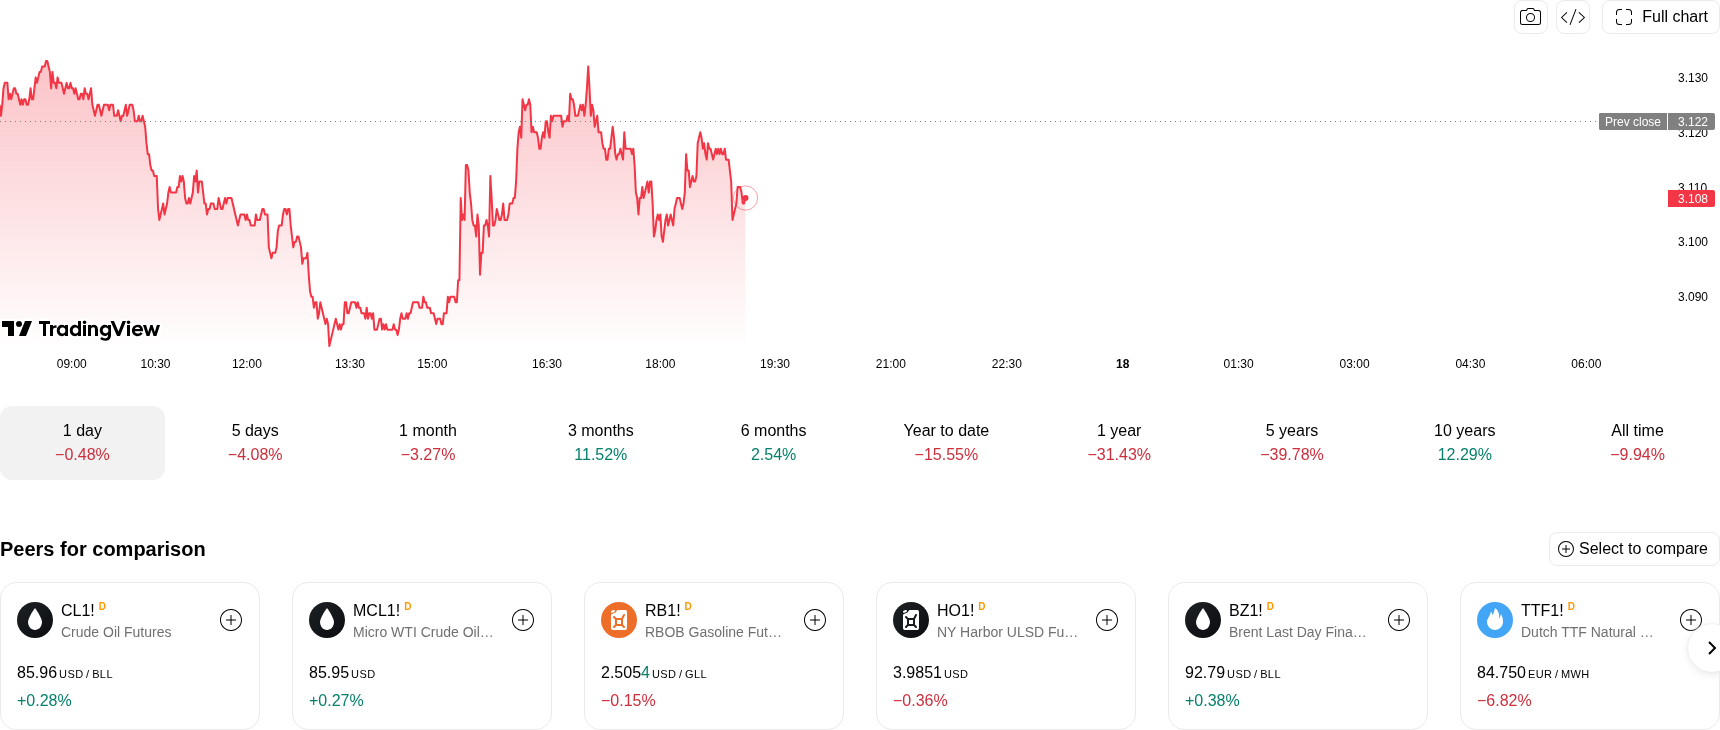 Full chart
3.130
Prev close 3.122
3.120
3.110
3.108
3.100
3.090
TradingView
09:00 10:30 12:00 13:30 15:00 16:30 18:00 19:30 21:00 22:30 18 01:30 03:00 04:30 06:00
1 day 5 days 1 month 3 months 6 months Year to date 1 year 5 years 10 years All time
−0.48% −4.08% −3.27% 11.52% 2.54% −15.55% −31.43% −39.78% 12.29% −9.94%
Peers for comparison
Select to compare
CL1! D
Crude Oil Futures
85.96 USD / BLL
+0.28%
MCL1! D
Micro WTI Crude Oil…
85.95 USD
+0.27%
RB1! D
RBOB Gasoline Fut…
2.5054 USD / GLL
−0.15%
HO1! D
NY Harbor ULSD Fu…
3.9851 USD
−0.36%
BZ1! D
Brent Last Day Fina…
92.79 USD / BLL
+0.38%
TTF1! D
Dutch TTF Natural …
84.750 EUR / MWH
−6.82%